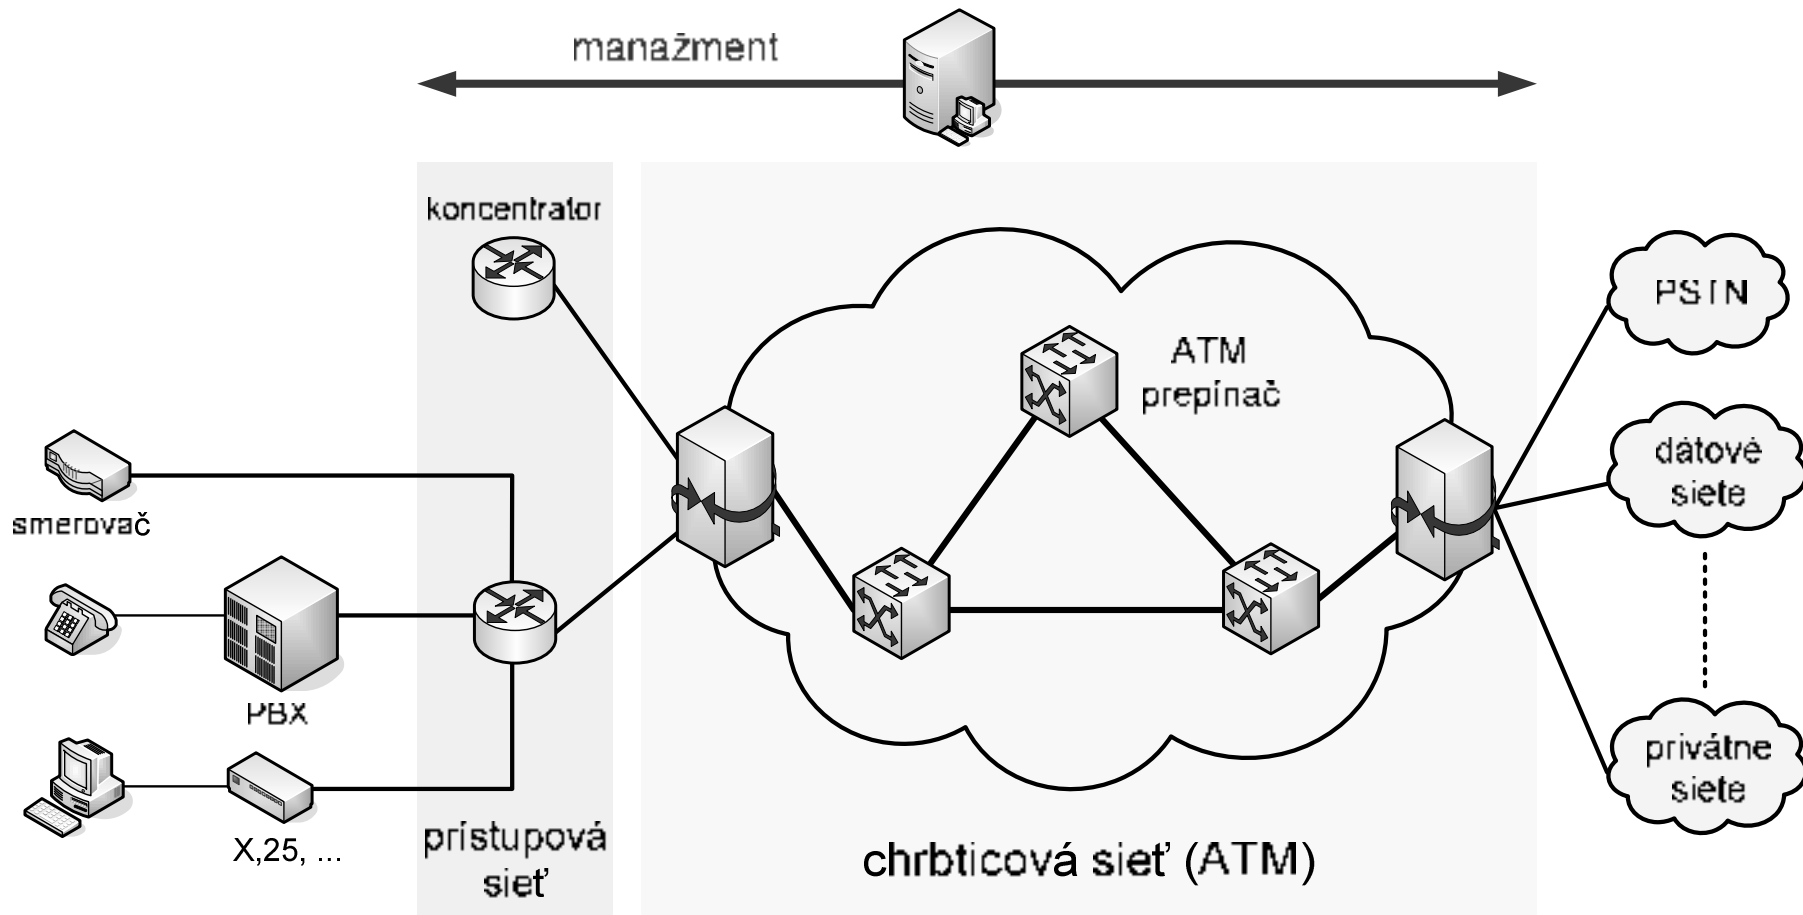 manažment
koncentrator
PSTN
ATM
prepínač
dátové
siete
smerovač
PBX
privátne
siete
X,25, ...
prístupová
sieť
chrbticová sieť (ATM)